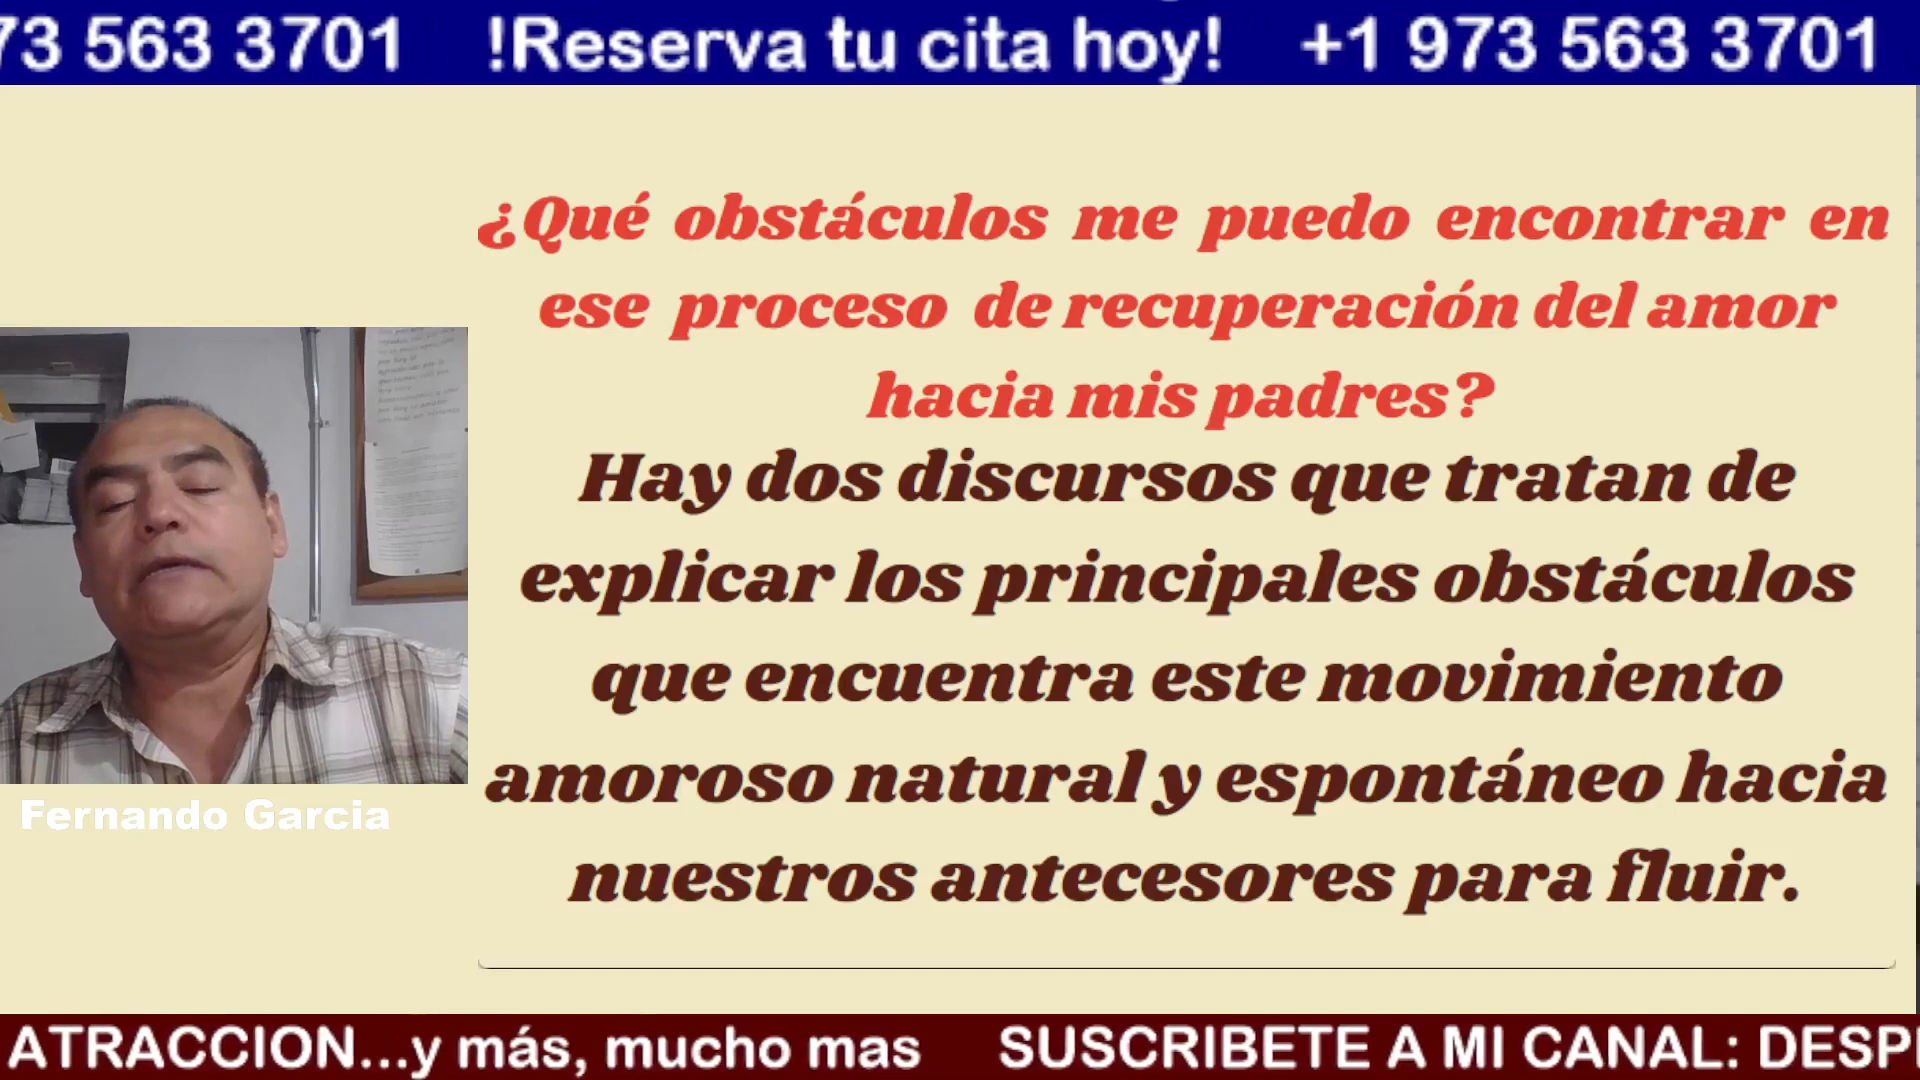 73 563 3701 !Reserva tu cita hoy! +1 973 563 3701
¿Qué obstáculos me puedo encontrar en
ese proceso de recuperación del amor
hacia mis padres?
Hay dos discursos que tratan de
explicar los principales obstáculos
que encuentra este movimiento
amoroso natural y espontáneo hacia
nuestros antecesores para fluir.
Fernando Garcia
ATRACCION...y más, mucho mas SUSCRIBETE A MI CANAL: DESP